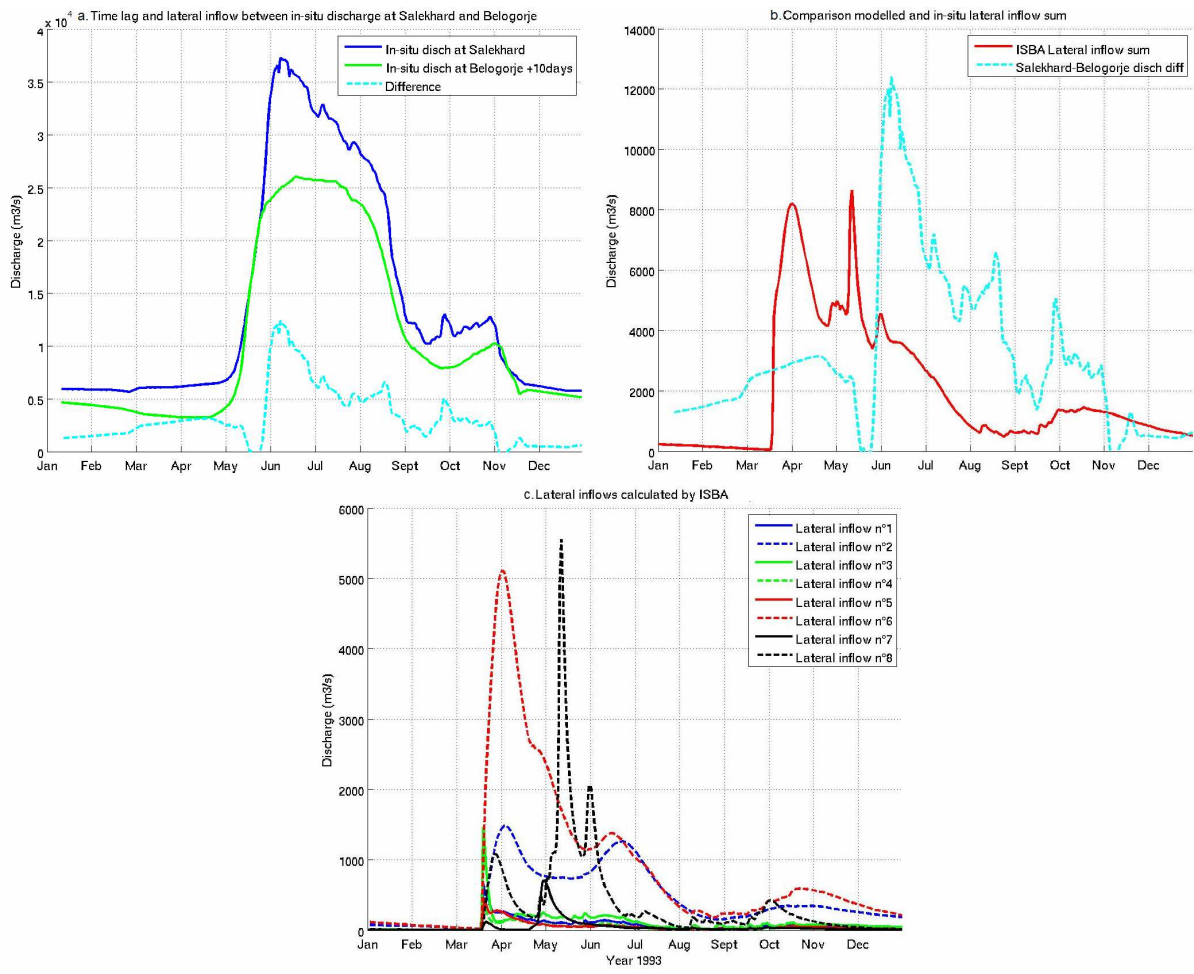 a. Time lag and lateral inflow between in-situ discharge at Salekhard and Belogorje
x 10⁴
4
3.5
3
2.5
2
1.5
1
0.5
0
Discharge (m3/s)
In-situ disch at Salekhard
In-situ disch at Belogorje +10days
Difference
Jan Feb Mar Apr May Jun Jul Aug Sept Oct Nov Dec
b. Comparison modelled and in-situ lateral inflow sum
14000
12000
10000
8000
6000
4000
2000
0
Discharge (m3/s)
ISBA Lateral inflow sum
Salekhard-Belogorje disch diff
Jan Feb Mar Apr May Jun Jul Aug Sept Oct Nov Dec
c. Lateral inflows calculated by ISBA
6000
5000
4000
3000
2000
1000
0
Discharge (m3/s)
Lateral inflow n°1
Lateral inflow n°2
Lateral inflow n°3
Lateral inflow n°4
Lateral inflow n°5
Lateral inflow n°6
Lateral inflow n°7
Lateral inflow n°8
Jan Feb Mar Apr May Jun Jul Aug Sept Oct Nov Dec
Year 1993